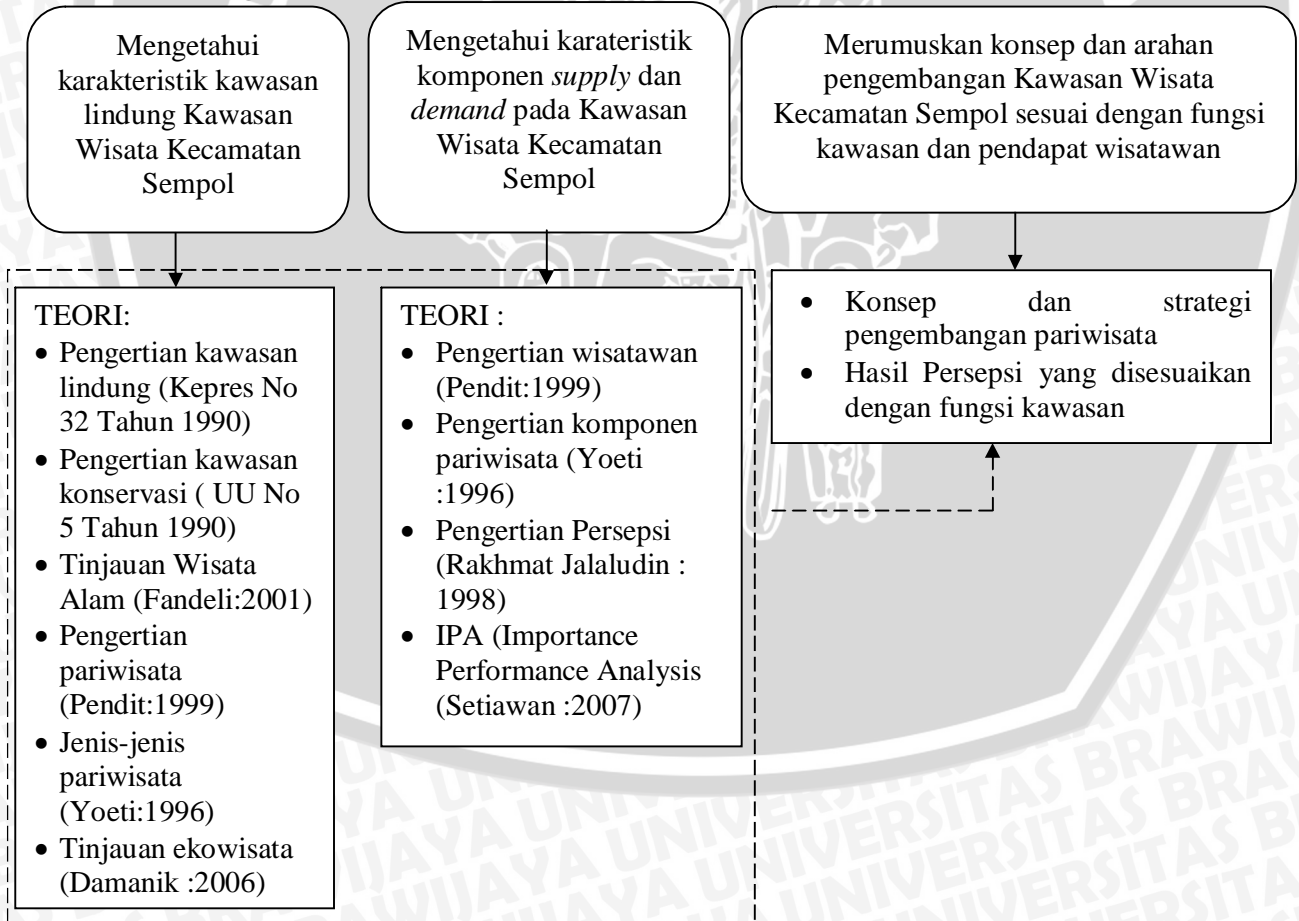 Mengetahui
karakteristik kawasan
lindung Kawasan
Wisata Kecamatan
Sempol
Mengetahui karateristik
komponen supply dan
demand pada Kawasan
Wisata Kecamatan
Sempol
Merumuskan konsep dan arahan
pengembangan Kawasan Wisata
Kecamatan Sempol sesuai dengan fungsi
kawasan dan pendapat wisatawan
TEORI:
• Pengertian kawasan
lindung (Kepres No
32 Tahun 1990)
• Pengertian kawasan
konservasi ( UU No
5 Tahun 1990)
• Tinjauan Wisata
Alam (Fandeli:2001)
• Pengertian
pariwisata
(Pendit:1999)
• Jenis-jenis
pariwisata
(Yoeti:1996)
• Tinjauan ekowisata
(Damanik :2006)
TEORI :
• Pengertian wisatawan
(Pendit:1999)
• Pengertian komponen
pariwisata (Yoeti
:1996)
• Pengertian Persepsi
(Rakhmat Jalaludin :
1998)
• IPA (Importance
Performance Analysis
(Setiawan :2007)
• Konsep dan strategi
pengembangan pariwisata
• Hasil Persepsi yang disesuaikan
dengan fungsi kawasan
UNIVERSITAS BRAWIJAYA